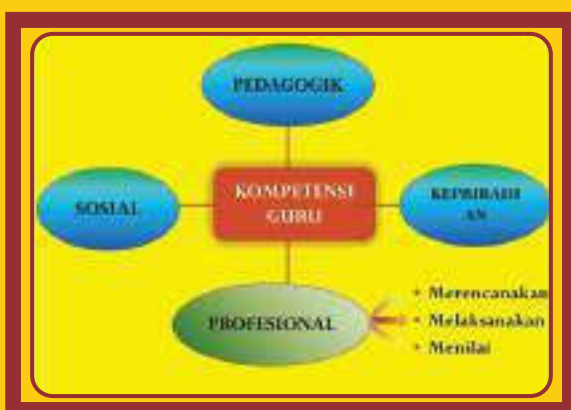 PEDAGOGIK
SOSIAL
KOMPETENSI
GURU
KEPRIBADI
AN
PROFESIONAL
• Merencanakan
• Melaksanakan
• Menilai